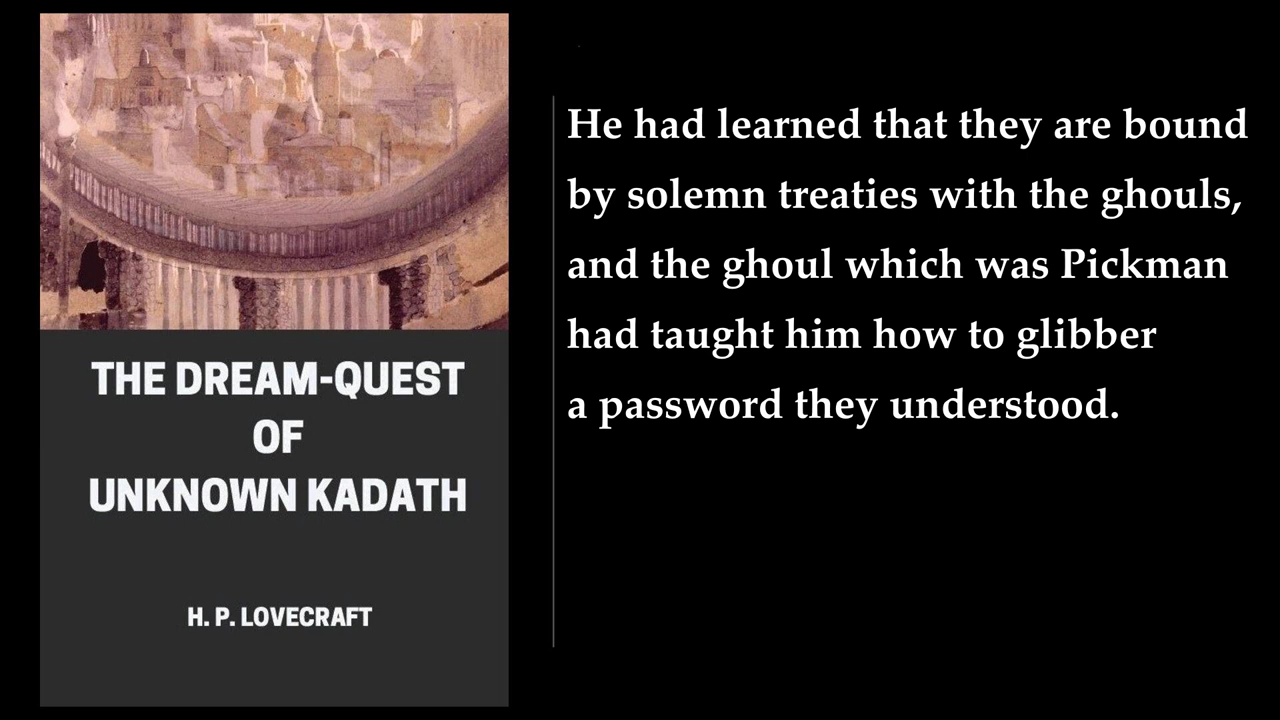 THE DREAM-QUEST
OF
UNKNOWN KADATH
H. P. LOVECRAFT
He had learned that they are bound
by solemn treaties with the ghouls,
and the ghoul which was Pickman
had taught him how to glibber
a password they understood.